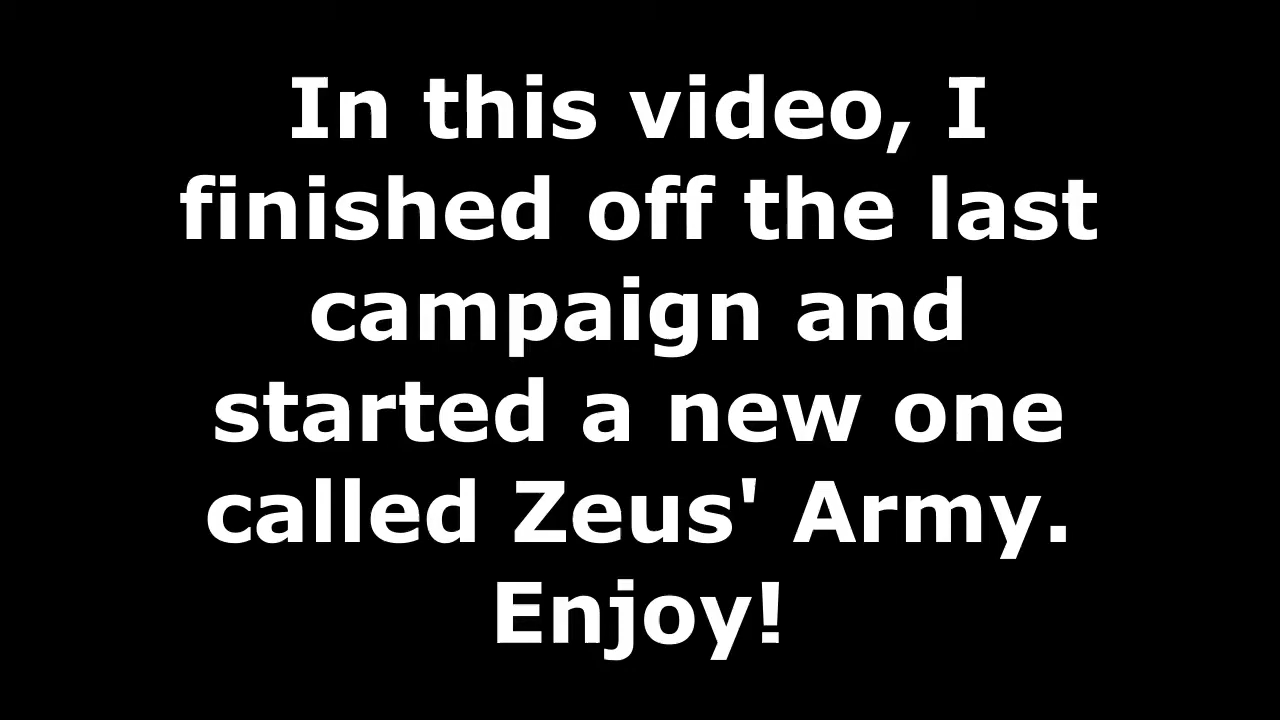 In this video, I
finished off the last
campaign and
started a new one
called Zeus' Army.
Enjoy!